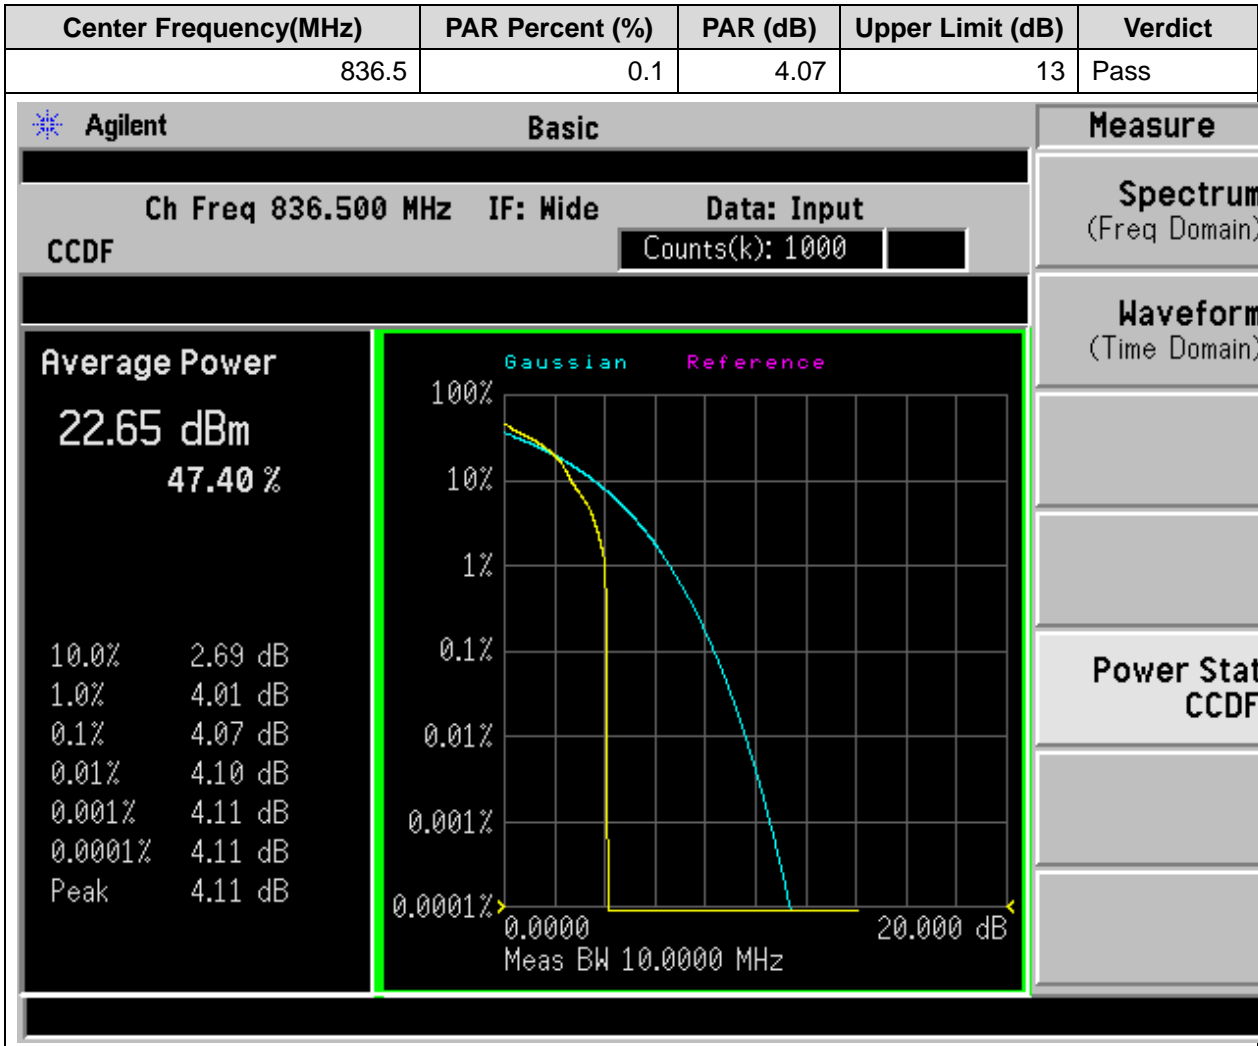 Center Frequency(MHz) PAR Percent (%) PAR (dB) Upper Limit (dB) Verdict
836.5 0.1 4.07 13 Pass
Agilent Basic Measure
Ch Freq 836.500 MHz IF: Wide Data: Input
CCDF Counts(k): 1000
Spectrum
(Freq Domain)
Waveform
(Time Domain)
Power Stat
CCDF
Average Power
22.65 dBm
47.40 %
10.0% 2.69 dB
1.0% 4.01 dB
0.1% 4.07 dB
0.01% 4.10 dB
0.001% 4.11 dB
0.0001% 4.11 dB
Peak 4.11 dB
Gaussian Reference
100%
10%
1%
0.1%
0.01%
0.001%
0.0001%
0.0000 20.000 dB
Meas BW 10.0000 MHz